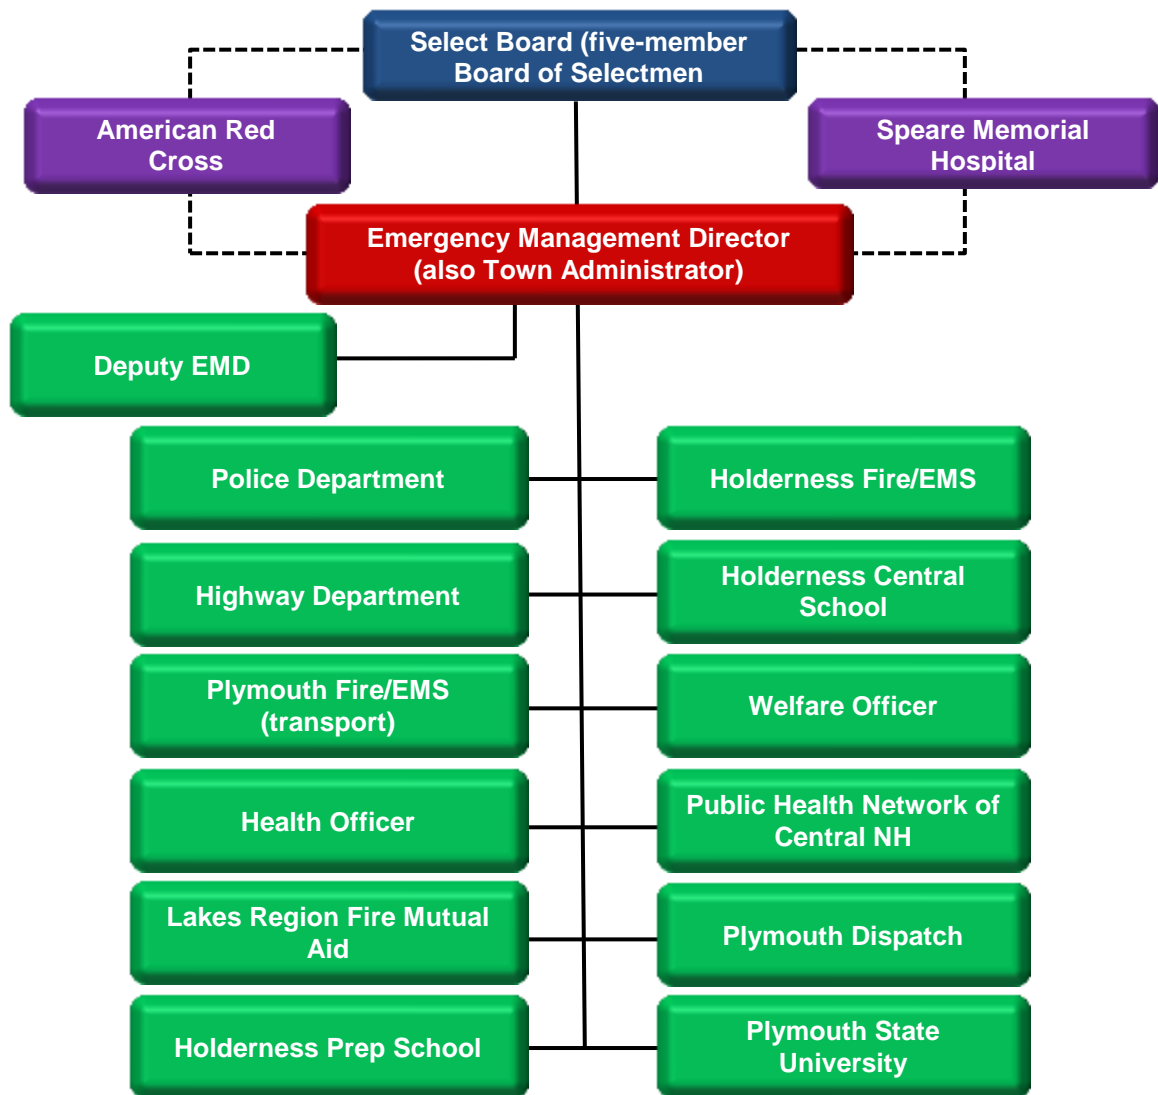 Select Board (five-member
Board of Selectmen
American Red
Cross
Speare Memorial
Hospital
Emergency Management Director
(also Town Administrator)
Deputy EMD
Police Department
Holderness Fire/EMS
Highway Department
Holderness Central
School
Plymouth Fire/EMS
(transport)
Welfare Officer
Health Officer
Public Health Network of
Central NH
Lakes Region Fire Mutual
Aid
Plymouth Dispatch
Holderness Prep School
Plymouth State
University